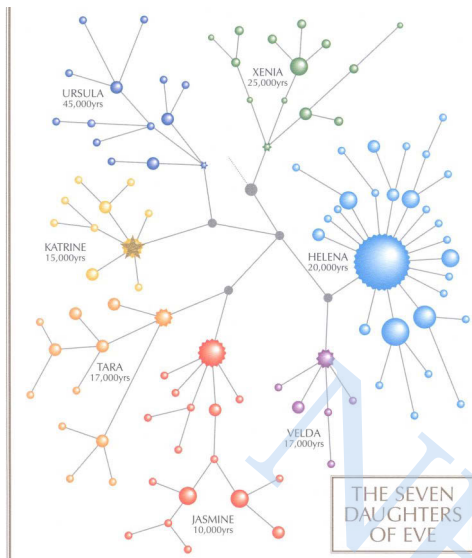 XENIA
25,000yrs
URSULA
45,000yrs
KATRINE
15,000yrs
HELENA
20,000yrs
TARA
17,000yrs
VELDA
17,000yrs
JASMINE
10,000yrs
THE SEVEN
DAUGHTERS
OF EVE